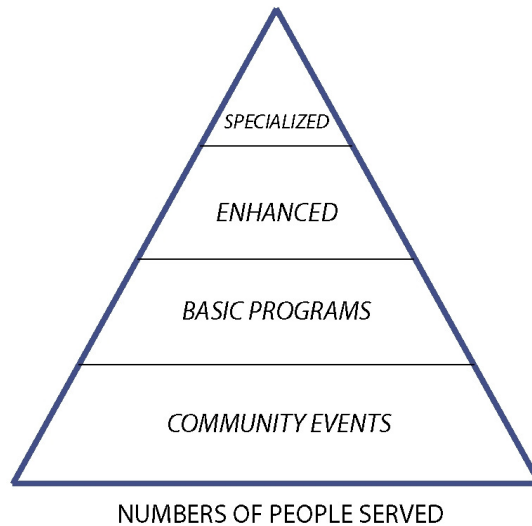 SPECIALIZED
ENHANCED
BASIC PROGRAMS
COMMUNITY EVENTS
NUMBERS OF PEOPLE SERVED